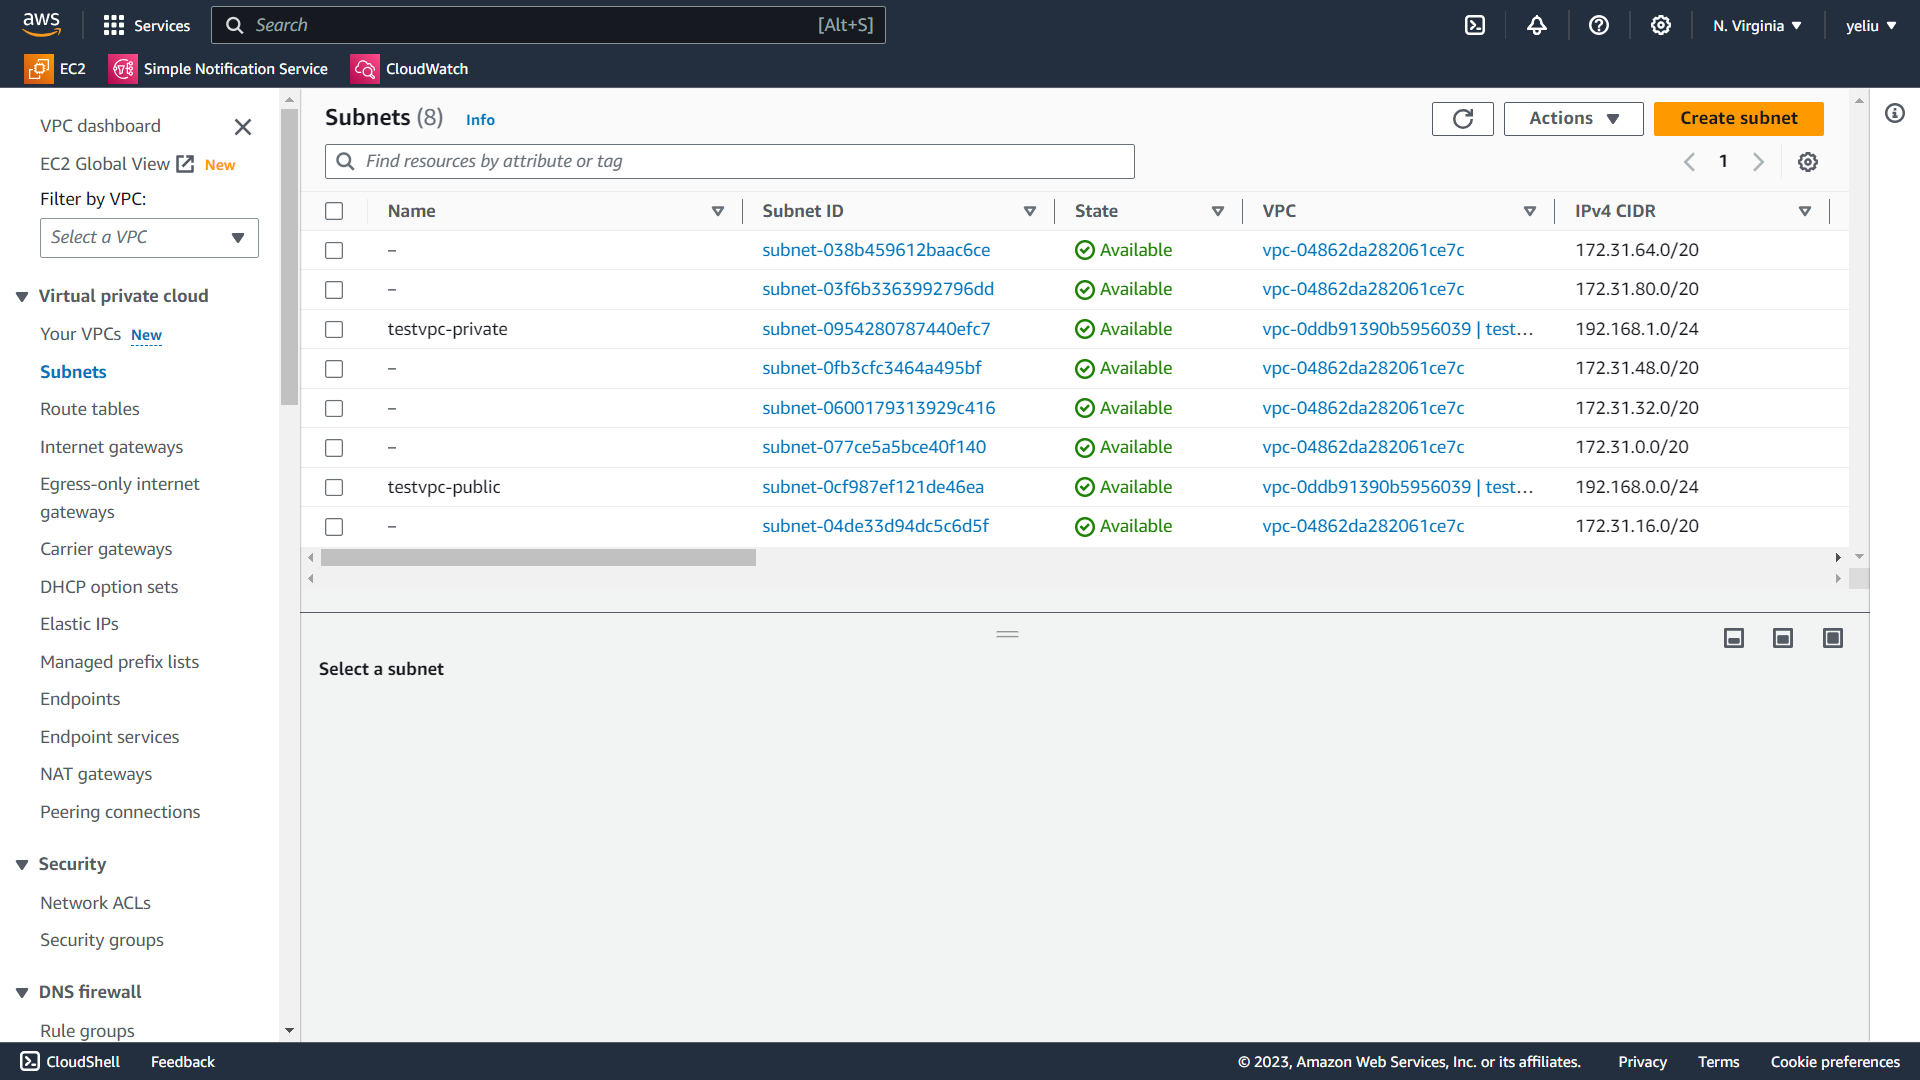 aws
Services
Search
[Alt+S]
N. Virginia
yeliu
EC2
Simple Notification Service
CloudWatch
VPC dashboard
EC2 Global View New
Filter by VPC:
Select a VPC
Virtual private cloud
Your VPCs New
Subnets
Route tables
Internet gateways
Egress-only internet
gateways
Carrier gateways
DHCP option sets
Elastic IPs
Managed prefix lists
Endpoints
Endpoint services
NAT gateways
Peering connections
Security
Network ACLs
Security groups
DNS firewall
Rule groups
Subnets (8) Info
Actions
Create subnet
Find resources by attribute or tag
1
Name Subnet ID State VPC IPv4 CIDR
– subnet-038b459612baac6ce Available vpc-04862da282061ce7c 172.31.64.0/20
– subnet-03f6b3363992796dd Available vpc-04862da282061ce7c 172.31.80.0/20
testvpc-private subnet-0954280787440efc7 Available vpc-0ddb91390b5956039 | test... 192.168.1.0/24
– subnet-0fb3cfc3464a495bf Available vpc-04862da282061ce7c 172.31.48.0/20
– subnet-0600179313929c416 Available vpc-04862da282061ce7c 172.31.32.0/20
– subnet-077ce5a5bce40f140 Available vpc-04862da282061ce7c 172.31.0.0/20
testvpc-public subnet-0cf987ef121de46ea Available vpc-0ddb91390b5956039 | test... 192.168.0.0/24
– subnet-04de33d94dc5c6d5f Available vpc-04862da282061ce7c 172.31.16.0/20
Select a subnet
CloudShell
Feedback
© 2023, Amazon Web Services, Inc. or its affiliates.
Privacy
Terms
Cookie preferences